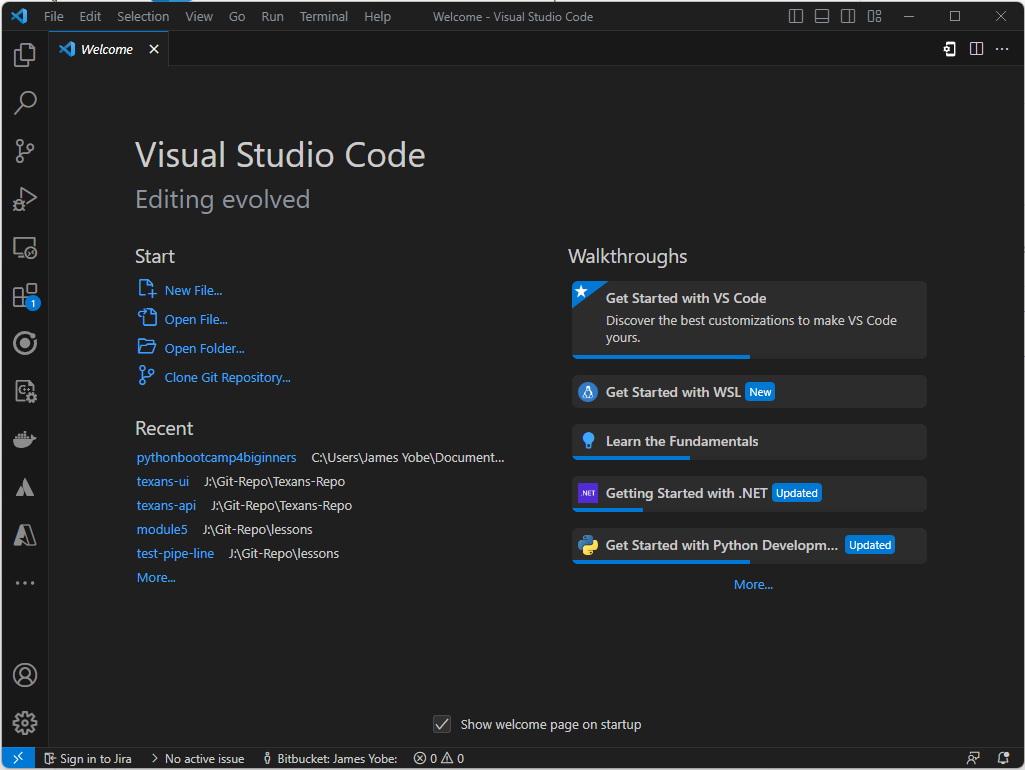 File Edit Selection View Go Run Terminal Help Welcome - Visual Studio Code
Welcome
Visual Studio Code
Editing evolved
Start
New File...
Open File...
Open Folder...
Clone Git Repository...
Recent
pythonbootcamp4biginners C:\Users\James Yobe\Document...
texans-ui J:\Git-Repo\Texans-Repo
texans-api J:\Git-Repo\Texans-Repo
module5 J:\Git-Repo\lessons
test-pipe-line J:\Git-Repo\lessons
More...
Walkthroughs
Get Started with VS Code
Discover the best customizations to make VS Code
yours.
Get Started with WSL New
Learn the Fundamentals
.NET Getting Started with .NET Updated
Get Started with Python Developm... Updated
More...
1
Show welcome page on startup
Sign in to Jira No active issue Bitbucket: James Yobe: 0 0